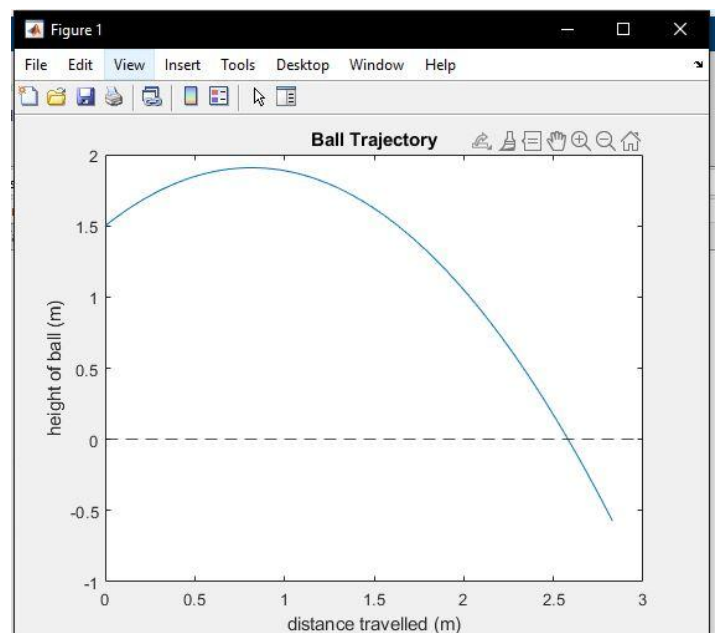 Figure 1
File Edit View Insert Tools Desktop Window Help
Ball Trajectory
2
1.5
1
0.5
0
-0.5
-1
height of ball (m)
0 0.5 1 1.5 2 2.5 3
distance travelled (m)